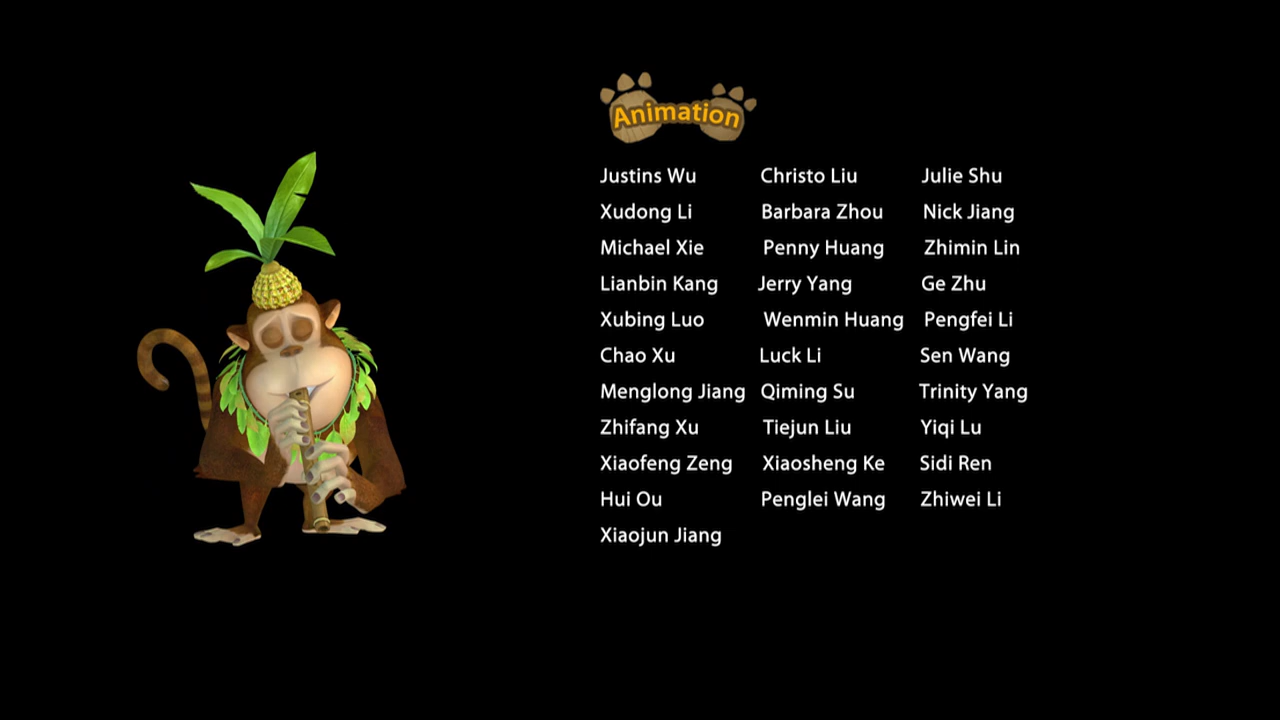 Animation
Justins Wu Christo Liu Julie Shu
Xudong Li Barbara Zhou Nick Jiang
Michael Xie Penny Huang Zhimin Lin
Lianbin Kang Jerry Yang Ge Zhu
Xubing Luo Wenmin Huang Pengfei Li
Chao Xu Luck Li Sen Wang
Menglong Jiang Qiming Su Trinity Yang
Zhifang Xu Tiejun Liu Yiqi Lu
Xiaofeng Zeng Xiaosheng Ke Sidi Ren
Hui Ou Penglei Wang Zhiwei Li
Xiaojun Jiang